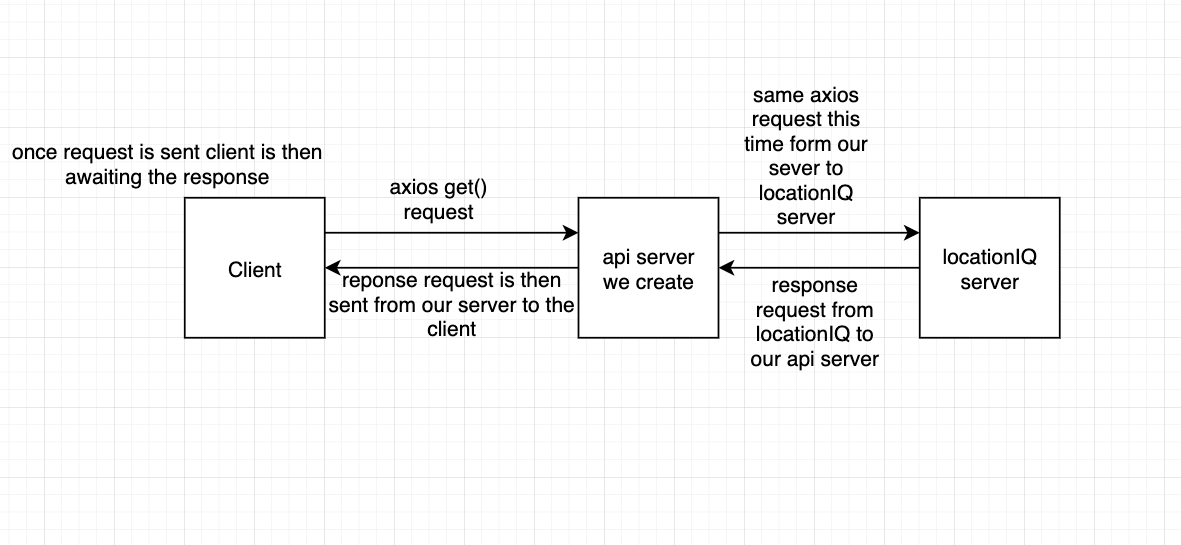 once request is sent client is then
awaiting the response
Client
axios get()
request
reponse request is then
sent from our server to the
client
api server
we create
same axios
request this
time form our
sever to
locationIQ
server
response
request from
locationIQ to
our api server
locationIQ
server